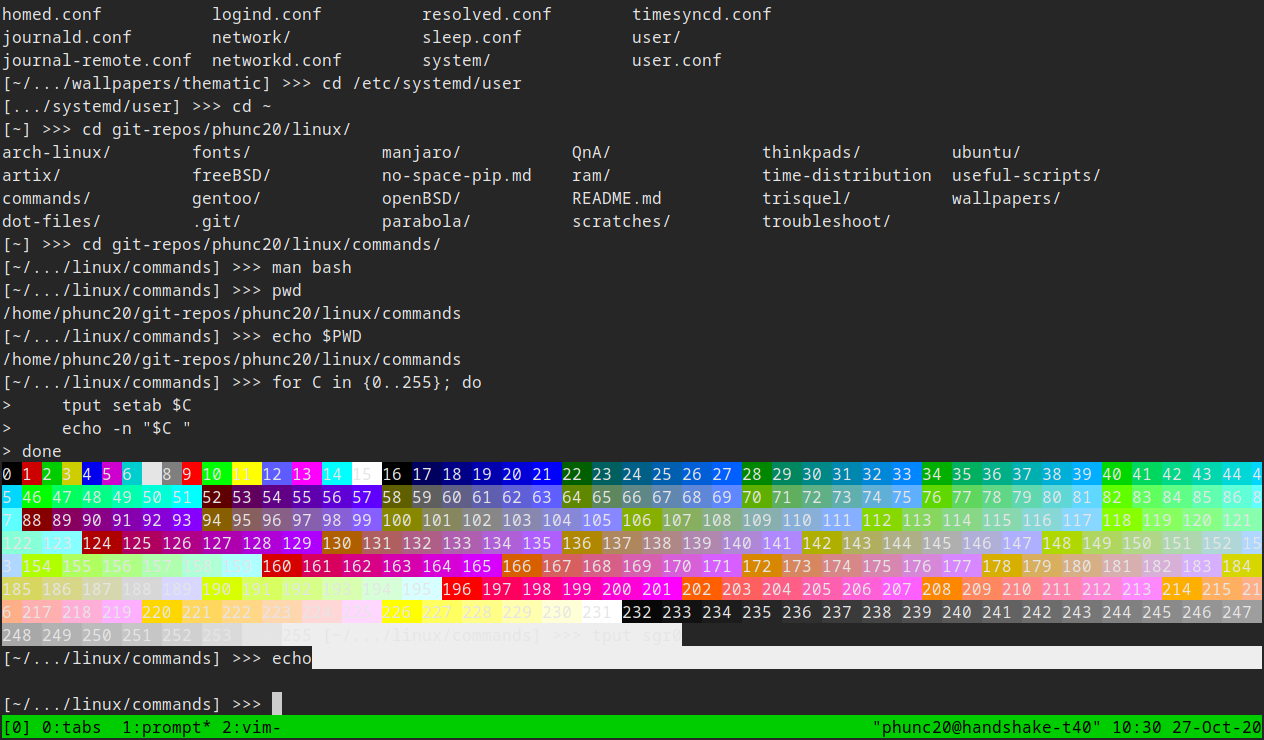 homed.conf           logind.conf          resolved.conf        timesyncd.conf
journald.conf        network/             sleep.conf           user/
journal-remote.conf  networkd.conf        system/              user.conf
[~/.../wallpapers/thematic] >>> cd /etc/systemd/user
[.../systemd/user] >>> cd ~
[~] >>> cd git-repos/phunc20/linux/
arch-linux/        fonts/             manjaro/           QnA/               thinkpads/         ubuntu/
artix/             freeBSD/           no-space-pip.md    ram/               time-distribution  useful-scripts/
commands/          gentoo/            openBSD/           README.md          trisquel/          wallpapers/
dot-files/         .git/              parabola/          scratches/         troubleshoot/
[~] >>> cd git-repos/phunc20/linux/commands/
[~/.../linux/commands] >>> man bash
[~/.../linux/commands] >>> pwd
/home/phunc20/git-repos/phunc20/linux/commands
[~/.../linux/commands] >>> echo $PWD
/home/phunc20/git-repos/phunc20/linux/commands
[~/.../linux/commands] >>> for C in {0..255}; do
>     tput setab $C
>     echo -n "$C "
> done
0 1 2 3 4 5 6 8 9 10 11 12 13 14 15 16 17 18 19 20 21 22 23 24 25 26 27 28 29 30 31 32 33 34 35 36 37 38 39 40 41 42 43 44 4
5 46 47 48 49 50 51 52 53 54 55 56 57 58 59 60 61 62 63 64 65 66 67 68 69 70 71 72 73 74 75 76 77 78 79 80 81 82 83 84 85 86 8
7 88 89 90 91 92 93 94 95 96 97 98 99 100 101 102 103 104 105 106 107 108 109 110 111 112 113 114 115 116 117 118 119 120 121
122 123 124 125 126 127 128 129 130 131 132 133 134 135 136 137 138 139 140 141 142 143 144 145 146 147 148 149 150 151 152 15
3 154 155 156 157 158 159 160 161 162 163 164 165 166 167 168 169 170 171 172 173 174 175 176 177 178 179 180 181 182 183 184
185 186 187 188 189 190 191 192 193 194 195 196 197 198 199 200 201 202 203 204 205 206 207 208 209 210 211 212 213 214 215 21
6 217 218 219 220 221 222 223 224 225 226 227 228 229 230 231 232 233 234 235 236 237 238 239 240 241 242 243 244 245 246 247
248 249 250 251 252 253 255 [~/.../linux/commands] >>> tput sgr0
[~/.../linux/commands] >>> echo
[~/.../linux/commands] >>>
[0] 0:tabs  1:prompt* 2:vim-    "phunc20@handshake-t40" 10:30 27-Oct-20